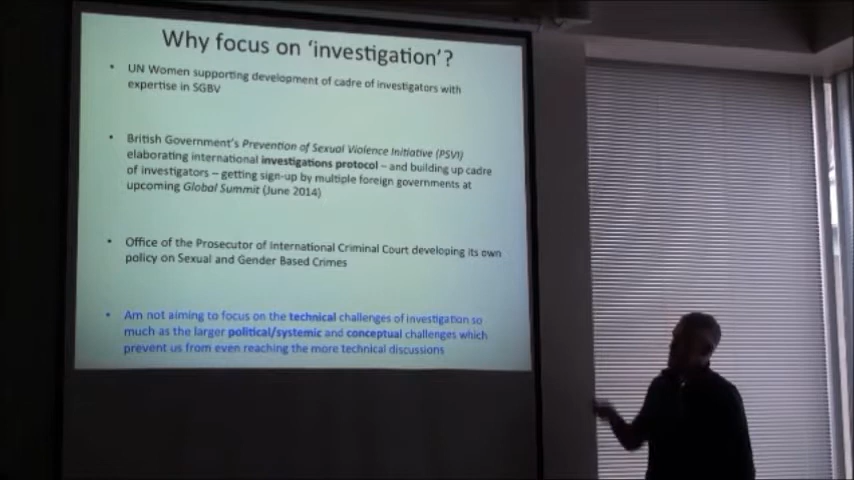 Why focus on 'investigation'?
• UN Women supporting development of cadre of investigators with
expertise in SGBV
• British Government's Prevention of Sexual Violence Initiative (PSVI)
elaborating international investigations protocol – and building up cadre
of investigators – getting sign-up by multiple foreign governments at
upcoming Global Summit (June 2014)
• Office of the Prosecutor of International Criminal Court developing its own
policy on Sexual and Gender Based Crimes
• Am not aiming to focus on the technical challenges of investigation so
much as the larger political/systemic and conceptual challenges which
prevent us from even reaching the more technical discussions